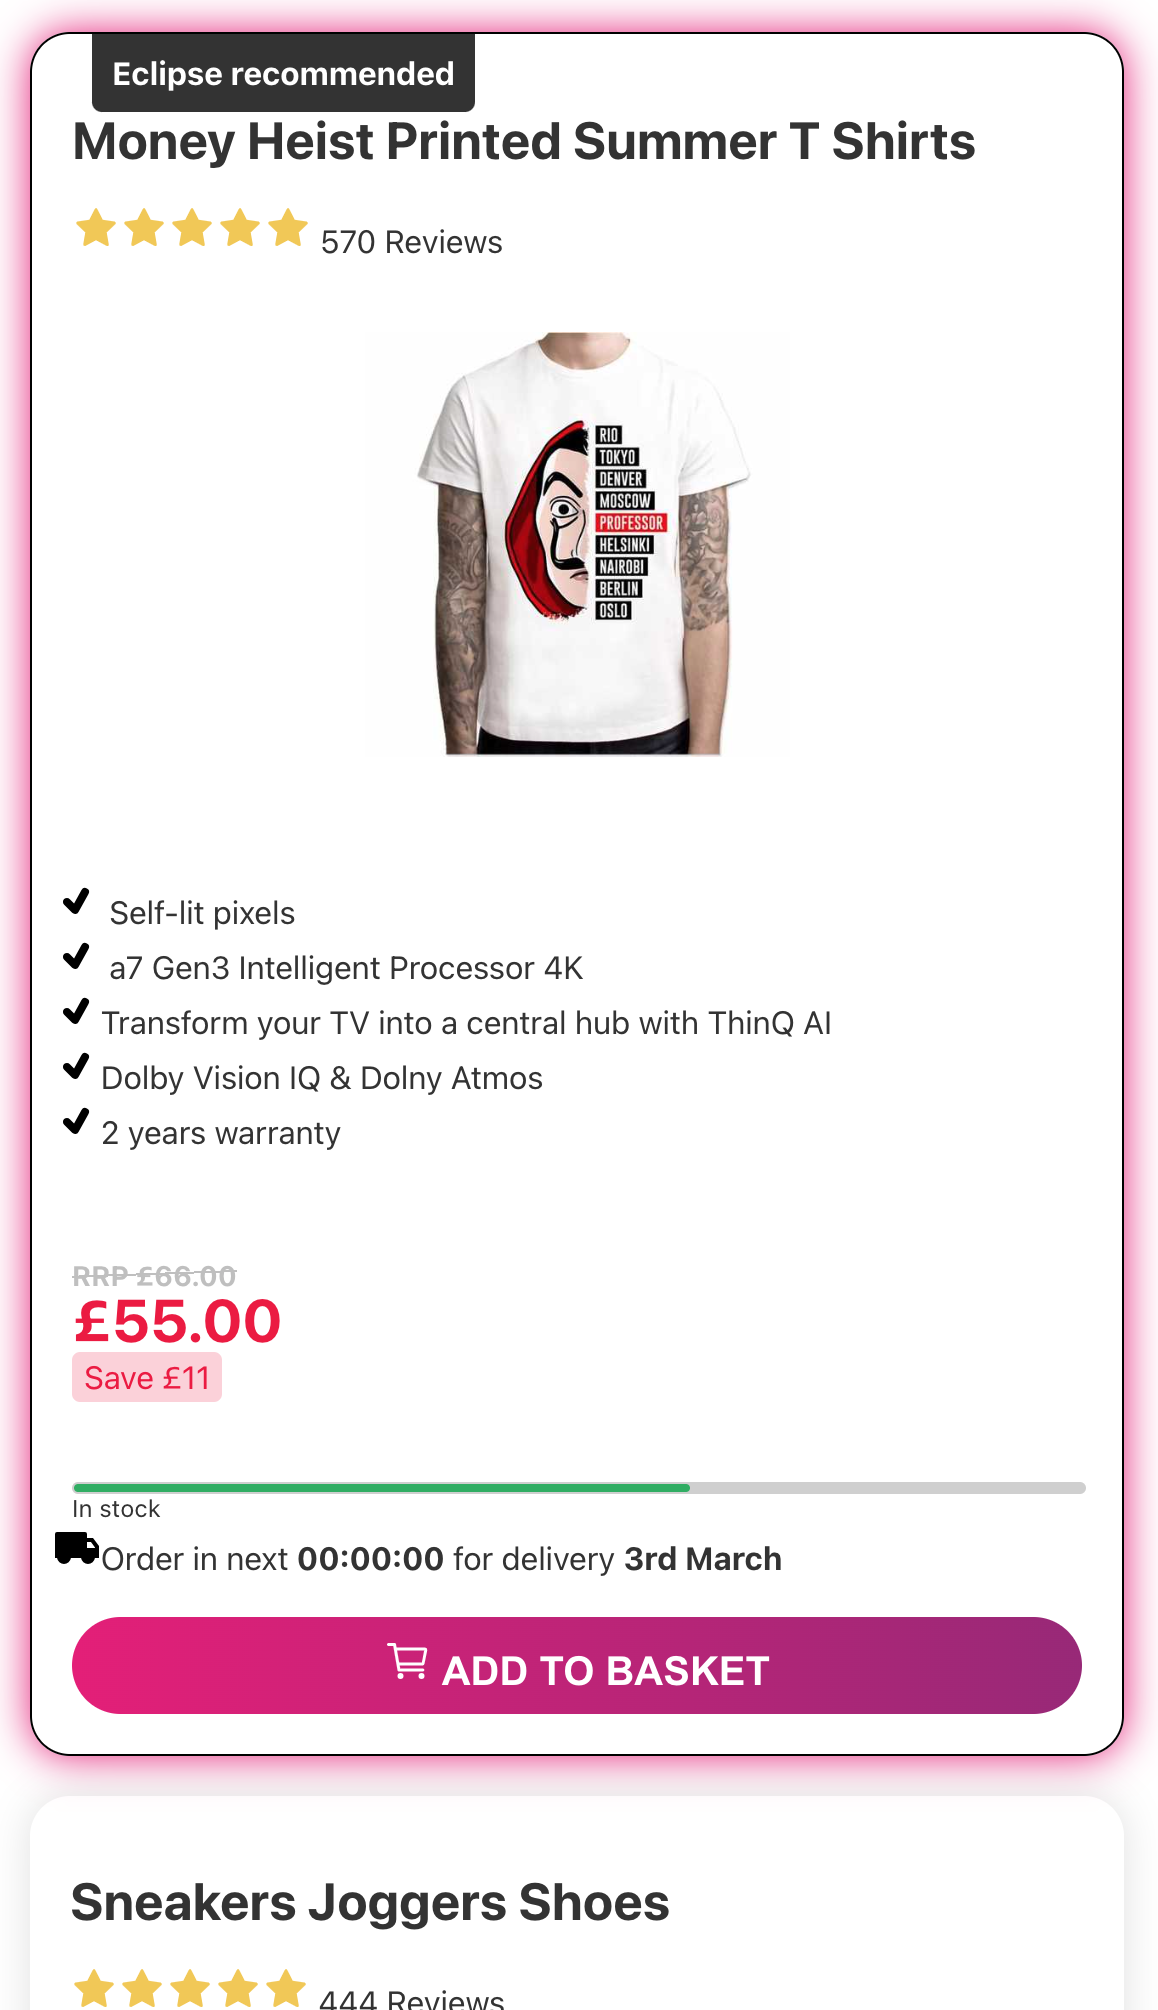 Eclipse recommended
Money Heist Printed Summer T Shirts
570 Reviews
RIO
TOKYO
DENVER
MOSCOW
PROFESSOR
HELSINKI
NAIROBI
BERLIN
OSLO
Self-lit pixels
a7 Gen3 Intelligent Processor 4K
Transform your TV into a central hub with ThinQ AI
Dolby Vision IQ & Dolny Atmos
2 years warranty
RRP £66.00
£55.00
Save £11
In stock
Order in next 00:00:00 for delivery 3rd March
ADD TO BASKET
Sneakers Joggers Shoes
444 Reviews